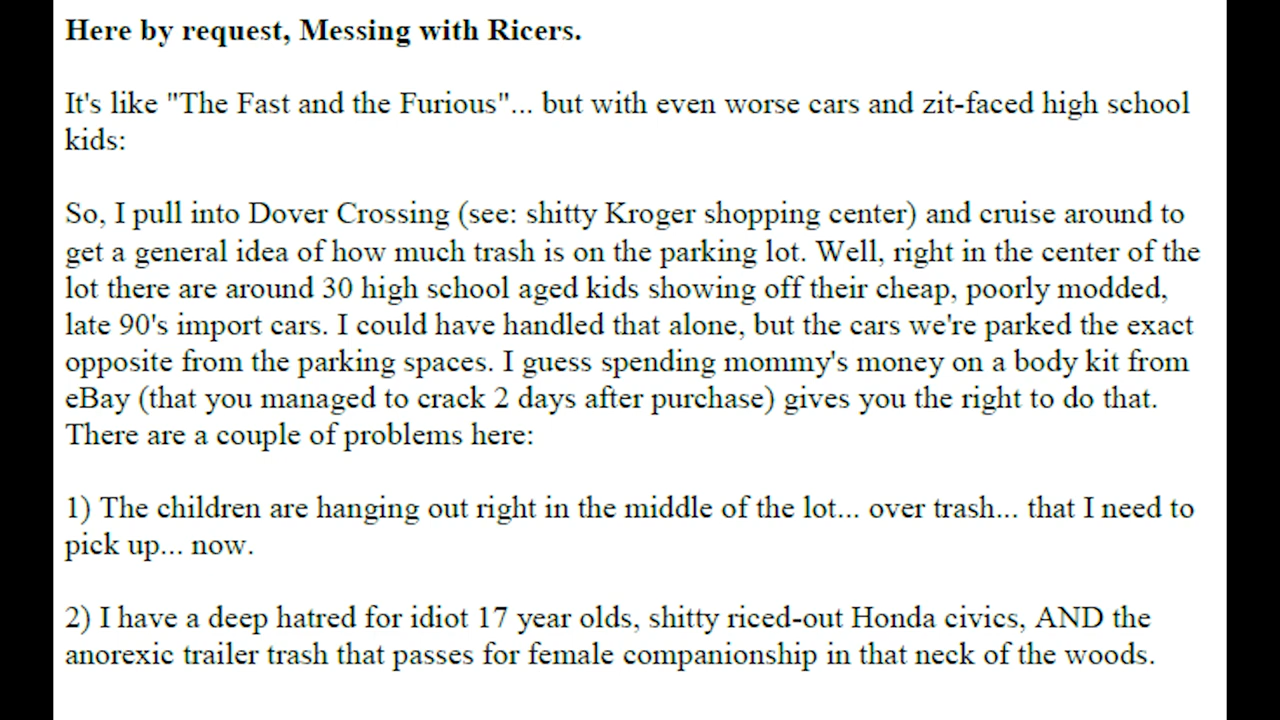 Here by request, Messing with Ricers.
It's like "The Fast and the Furious"... but with even worse cars and zit-faced high school
kids:
So, I pull into Dover Crossing (see: shitty Kroger shopping center) and cruise around to
get a general idea of how much trash is on the parking lot. Well, right in the center of the
lot there are around 30 high school aged kids showing off their cheap, poorly modded,
late 90's import cars. I could have handled that alone, but the cars we're parked the exact
opposite from the parking spaces. I guess spending mommy's money on a body kit from
eBay (that you managed to crack 2 days after purchase) gives you the right to do that.
There are a couple of problems here:
1) The children are hanging out right in the middle of the lot... over trash... that I need to
pick up... now.
2) I have a deep hatred for idiot 17 year olds, shitty riced-out Honda civics, AND the
anorexic trailer trash that passes for female companionship in that neck of the woods.